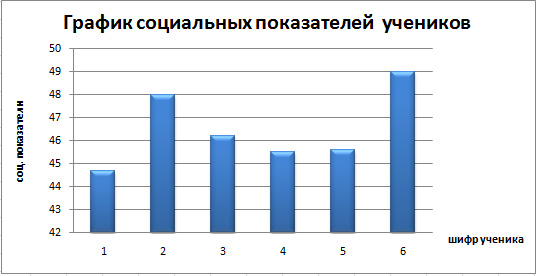 График социальных показателей учеников
50
49
48
47
46
45
44
43
42
соц. показатели
1 2 3 4 5 6
шифр ученика